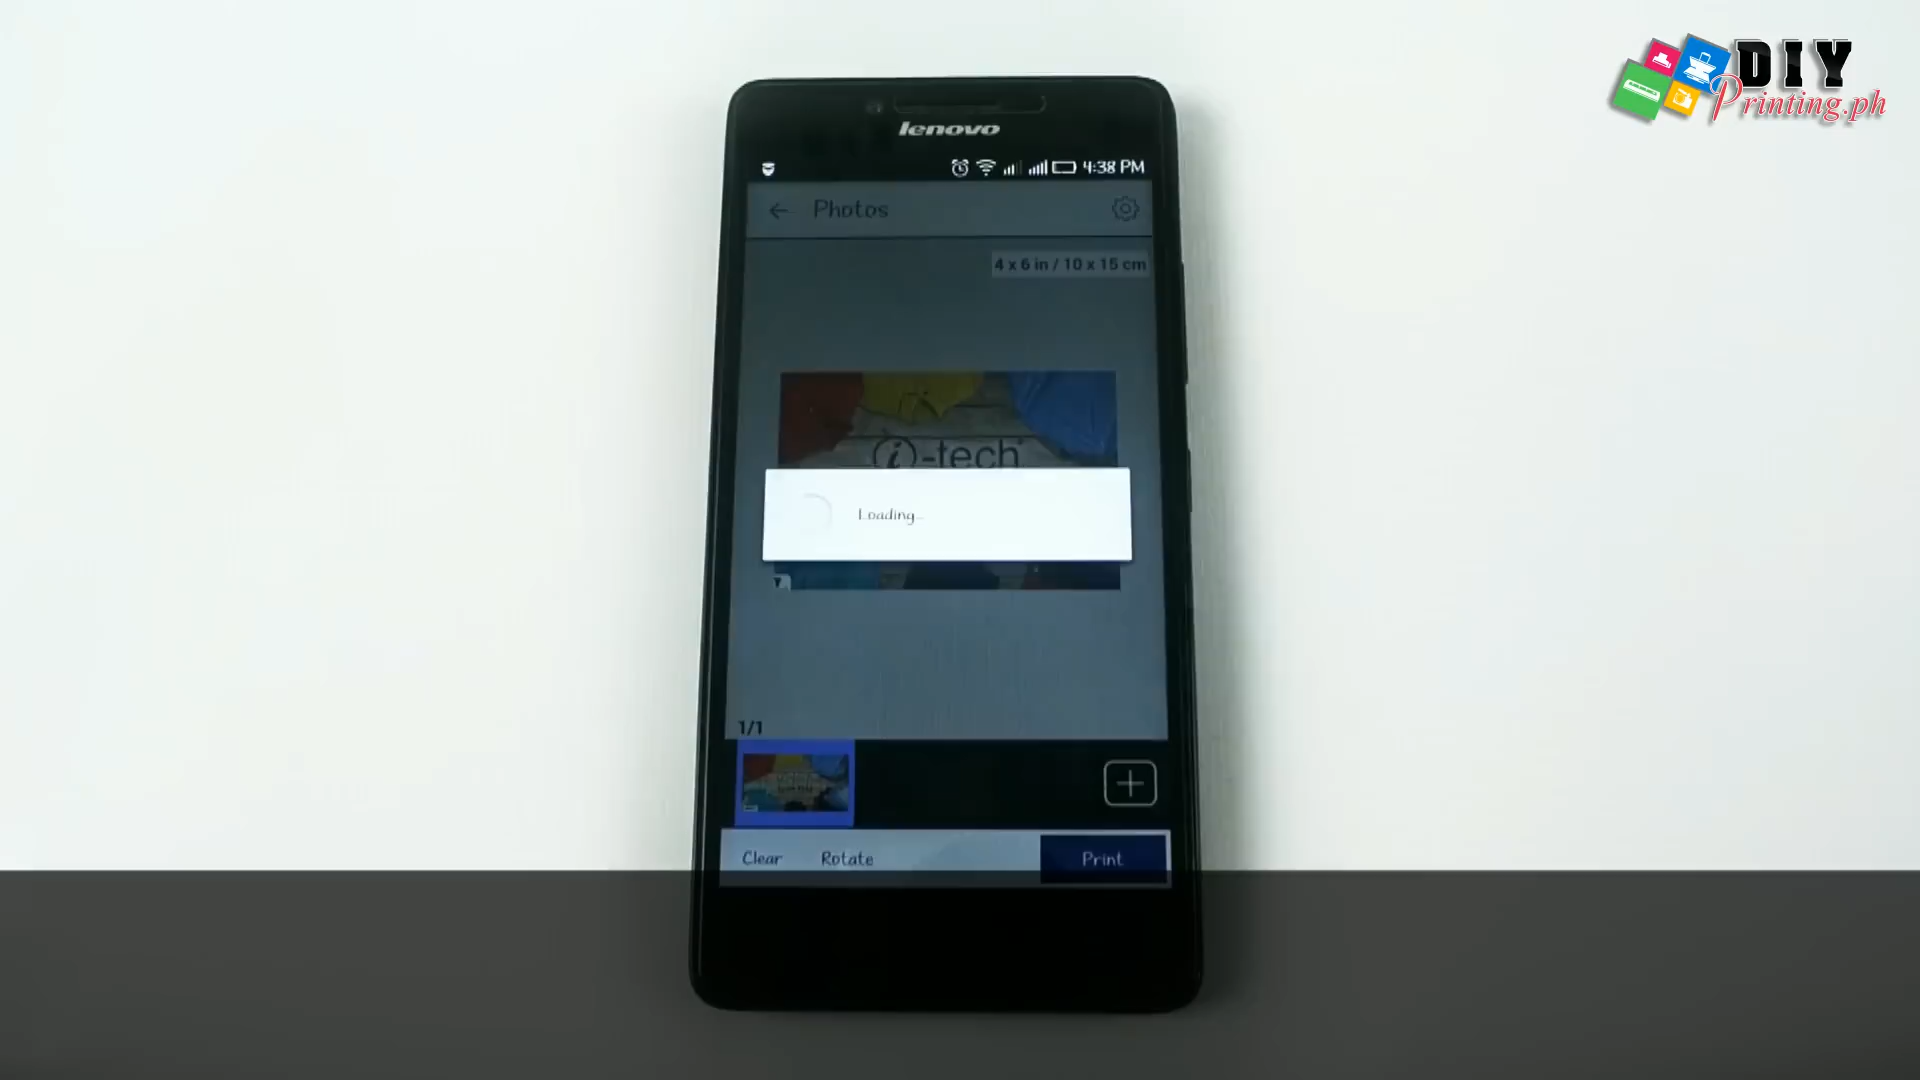 DIY
Printing.ph
lenovo
4:38 PM
Photos
4 x 6 in / 10 x 15 cm
i-tech
Loading...
1/1
Clear Rotate Print